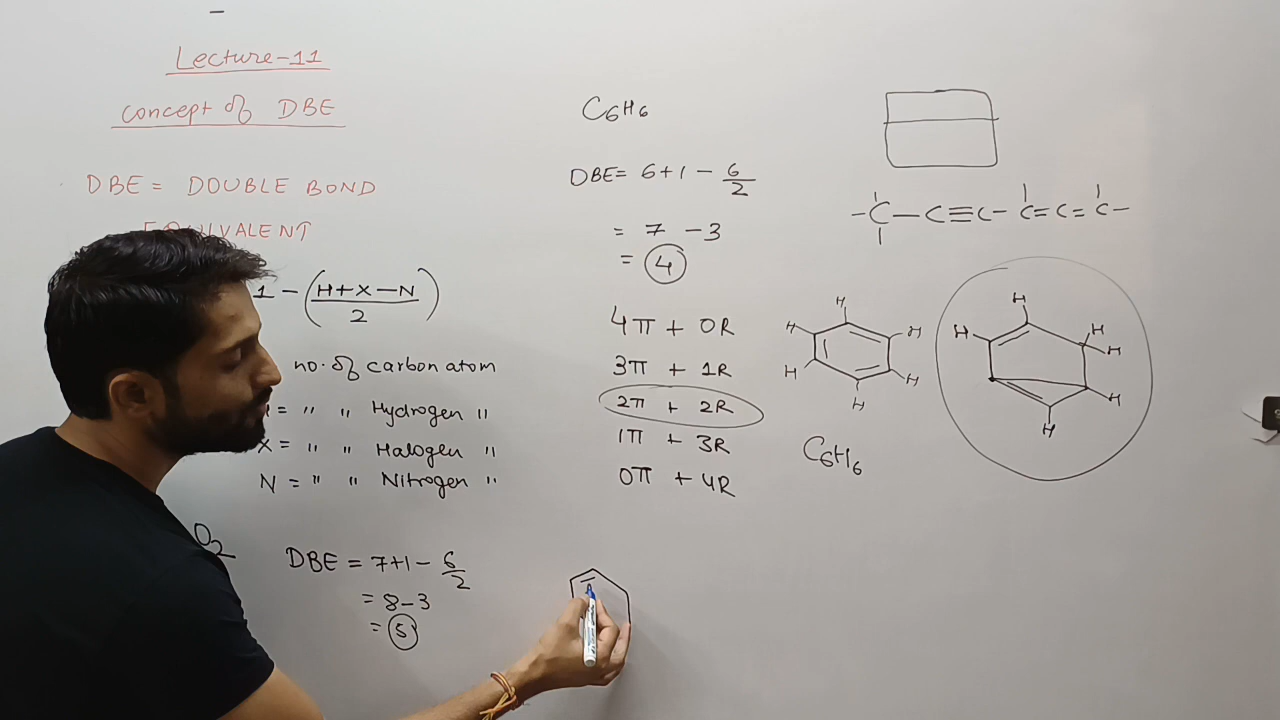 Lecture-11
concept of DBE
DBE = DOUBLE BOND
EQUIVALENT
1 - (H+X-N / 2)
no. of carbon atom
= " " Hydrogen "
X = " " Halogen "
N = " " Nitrogen "
O2
DBE = 7+1 - 6/2
= 8-3
= 5
C6H6
DBE = 6+1 - 6/2
= 7 - 3
= 4
4π + 0R
3π + 1R
2π + 2R
1π + 3R
0π + 4R
-C-C≡C-C=C=C-
H
H H
H H
H
C6H6
H
H H
H
H
H